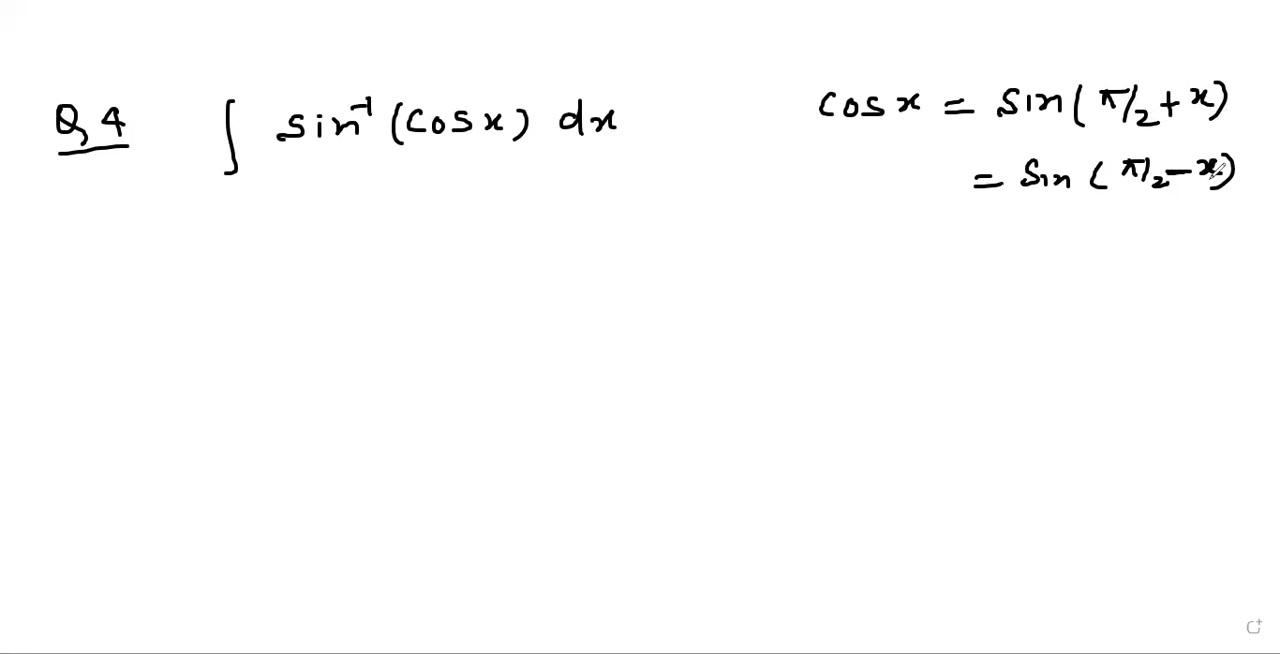 Q 4 ∫ sin⁻¹ (cos x) dx
cos x = sin( π/2 + x)
= sin ( π/2 − x)